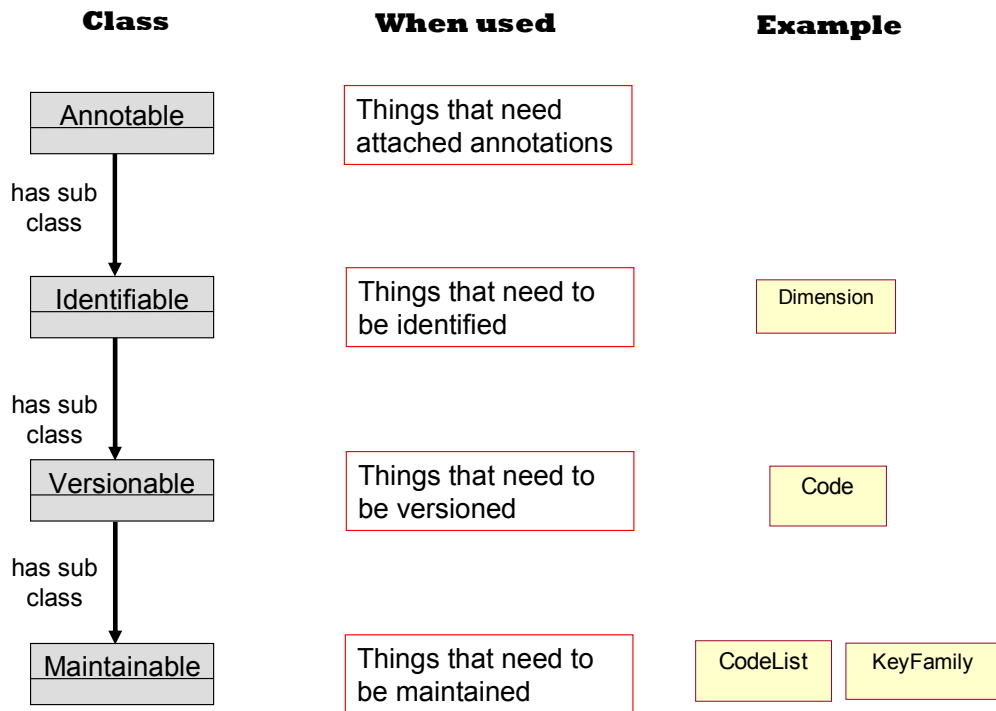 Class
When used
Example
Annotable
Things that need
attached annotations
has sub
class
Identifiable
Things that need to
be identified
Dimension
has sub
class
Versionable
Things that need to
be versioned
Code
has sub
class
Maintainable
Things that need to
be maintained
CodeList
KeyFamily